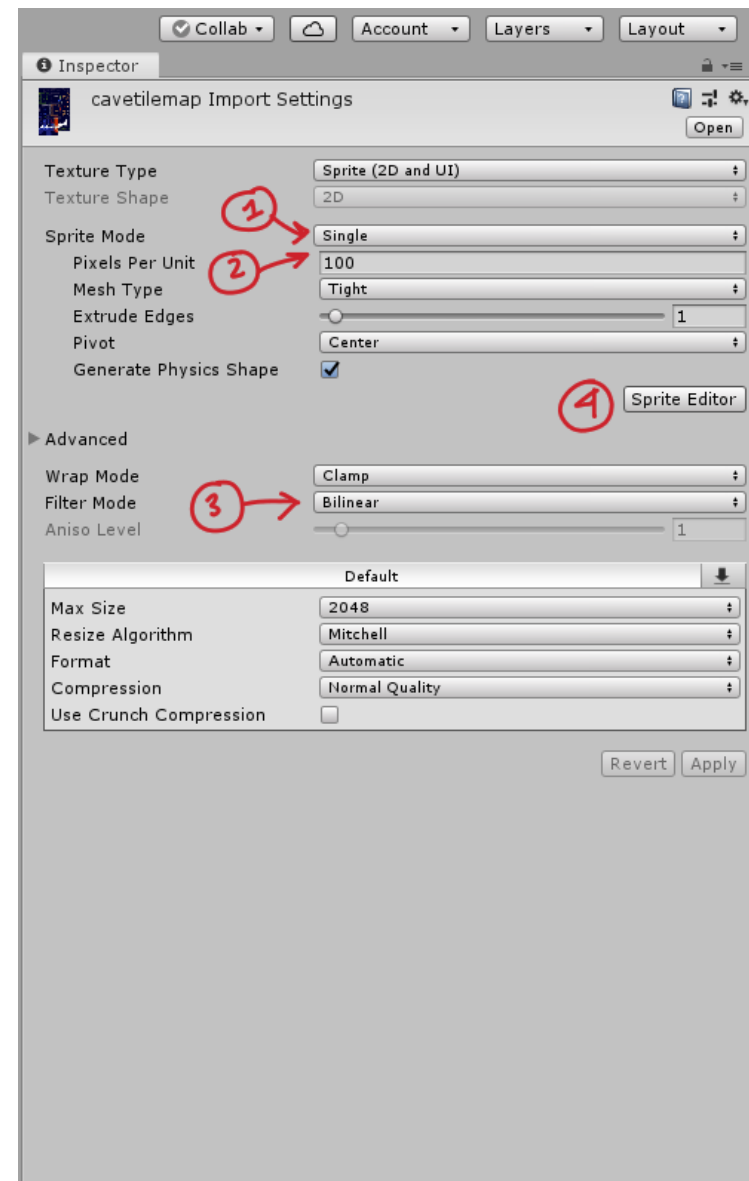 Collab Account Layers Layout
Inspector
cavetilemap Import Settings
Open
Texture Type Sprite (2D and UI)
Texture Shape 2D
1
Sprite Mode Single
Pixels Per Unit 100
2
Mesh Type Tight
Extrude Edges 1
Pivot Center
Generate Physics Shape
4 Sprite Editor
Advanced
Wrap Mode Clamp
Filter Mode 3 Bilinear
Aniso Level 1
Default
Max Size 2048
Resize Algorithm Mitchell
Format Automatic
Compression Normal Quality
Use Crunch Compression
Revert Apply